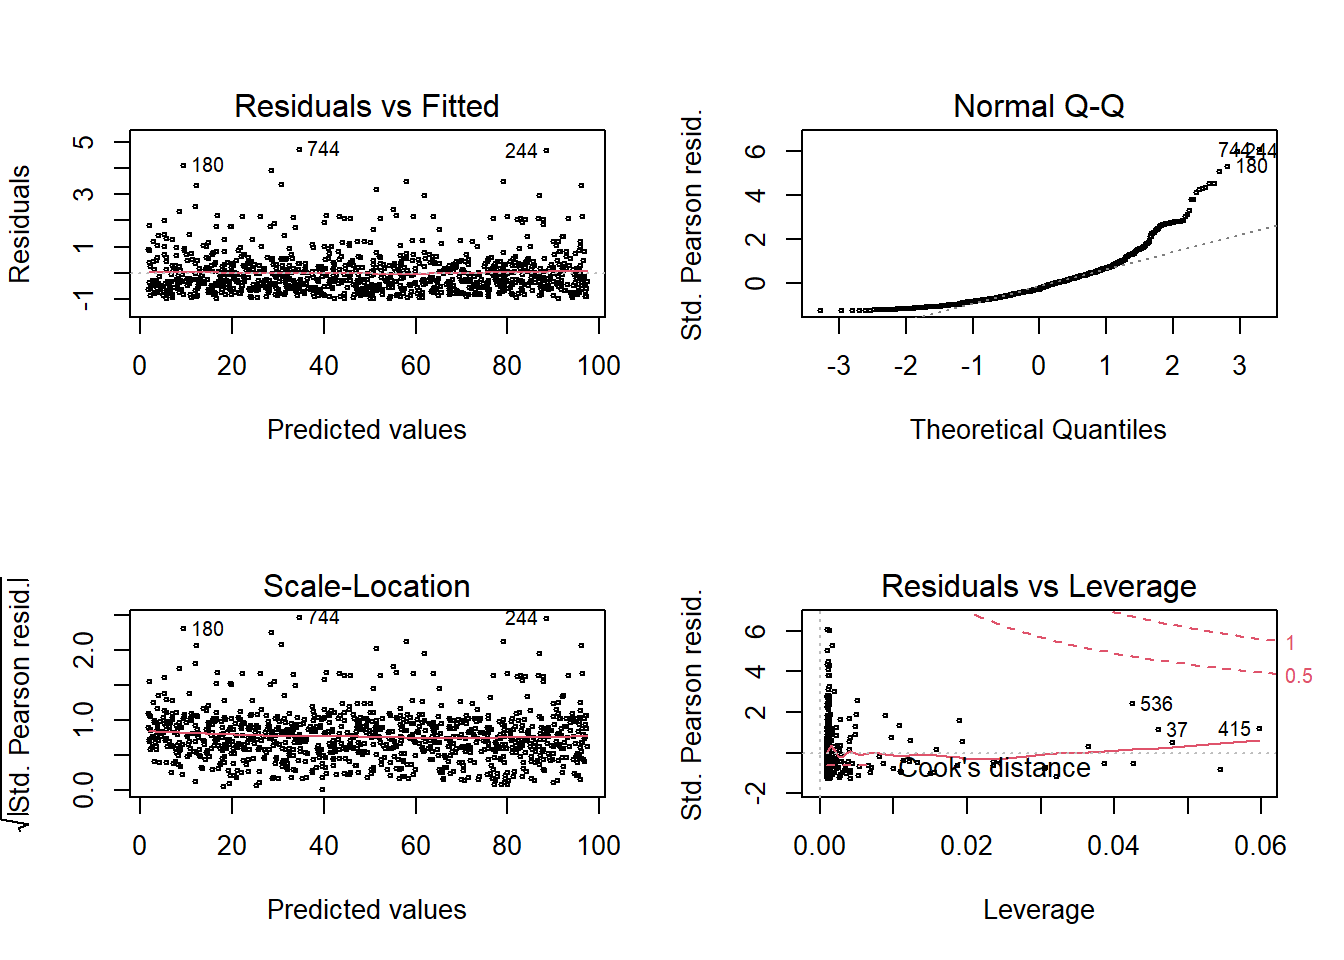 Residuals vs Fitted
Residuals
5
3
1
-1
180
744
244
0 20 40 60 80 100
Predicted values
Normal Q-Q
Std. Pearson resid.
6
4
2
0
744
244
180
-3 -2 -1 0 1 2 3
Theoretical Quantiles
Scale-Location
√|Std. Pearson resid.|
2.0
1.0
0.0
180
744
244
0 20 40 60 80 100
Predicted values
Residuals vs Leverage
Std. Pearson resid.
6
4
2
-2
1
0.5
536
37
415
Cook's distance
0.00 0.02 0.04 0.06
Leverage